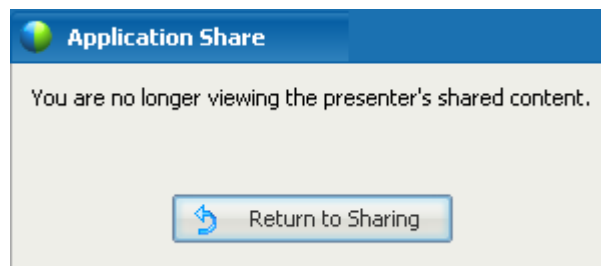 Application Share
You are no longer viewing the presenter's shared content.
Return to Sharing